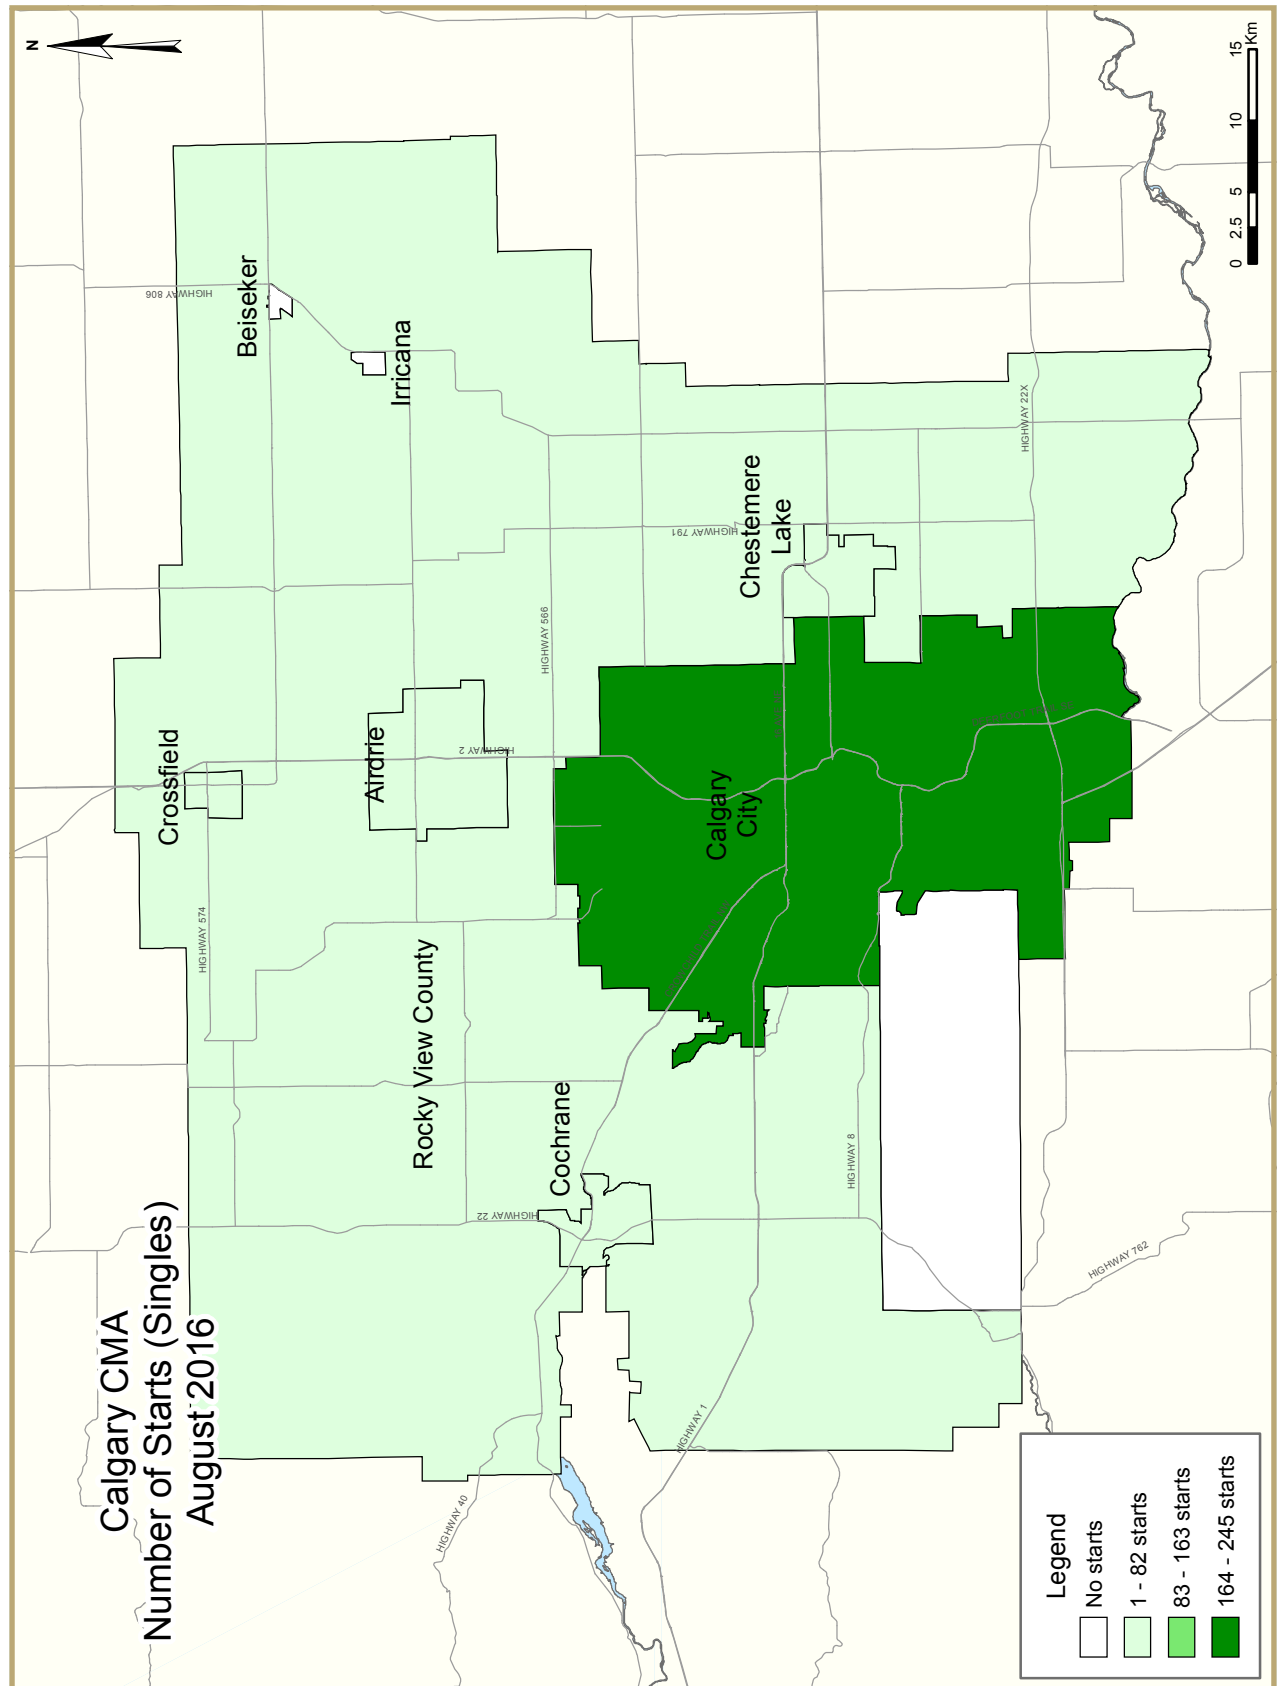 Calgary CMA
Number of Starts (Singles)
August 2016
N
Crossfield
Beiseker
Irricana
Airdrie
Rocky View County
Cochrane
Calgary
City
Chestemere
Lake
HIGHWAY 806
HIGHWAY 574
HIGHWAY 2
HIGHWAY 566
HIGHWAY 791
HIGHWAY 22X
HIGHWAY 22
HIGHWAY 8
HIGHWAY 40
HIGHWAY 1
HIGHWAY 762
Legend
No starts
1 - 82 starts
83 - 163 starts
164 - 245 starts
0 2.5 5 10 15
Km